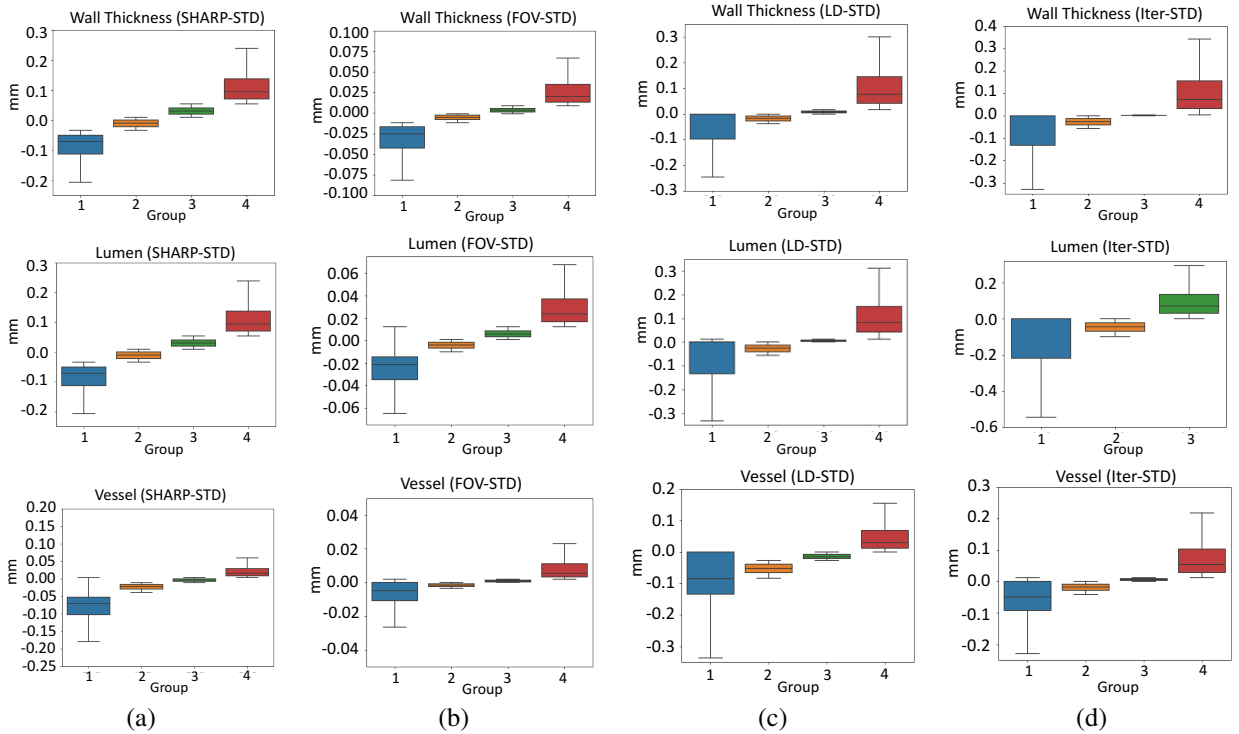 Wall Thickness (SHARP-STD)
0.3
0.2
0.1
0.0
-0.1
-0.2
mm
1 2 3 4
Group
Wall Thickness (FOV-STD)
0.100
0.075
0.050
0.025
0.000
-0.025
-0.050
-0.075
-0.100
mm
1 2 3 4
Group
Wall Thickness (LD-STD)
0.4
0.3
0.2
0.1
0.0
-0.1
-0.2
-0.3
mm
1 2 3 4
Group
Wall Thickness (Iter-STD)
0.4
0.3
0.2
0.1
0.0
-0.1
-0.2
-0.3
mm
1 2 3 4
Group
Lumen (SHARP-STD)
0.3
0.2
0.1
0.0
-0.1
-0.2
mm
1 2 3 4
Group
Lumen (FOV-STD)
0.06
0.04
0.02
0.00
-0.02
-0.04
-0.06
mm
1 2 3 4
Group
Lumen (LD-STD)
0.3
0.2
0.1
0.0
-0.1
-0.2
-0.3
mm
1 2 3 4
Group
Lumen (Iter-STD)
0.2
0.0
-0.2
-0.4
-0.6
mm
1 2 3
Group
Vessel (SHARP-STD)
0.20
0.15
0.10
0.05
0.00
-0.05
-0.10
-0.15
-0.20
0.25
mm
1 2 3 4
Group
Vessel (FOV-STD)
0.04
0.02
0.00
-0.02
-0.04
mm
1 2 3 4
Group
Vessel (LD-STD)
0.2
0.1
0.0
-0.1
-0.2
-0.3
mm
1 2 3 4
Group
Vessel (Iter-STD)
0.3
0.2
0.1
0.0
-0.1
-0.2
mm
1 2 3 4
Group
(a) (b) (c) (d)